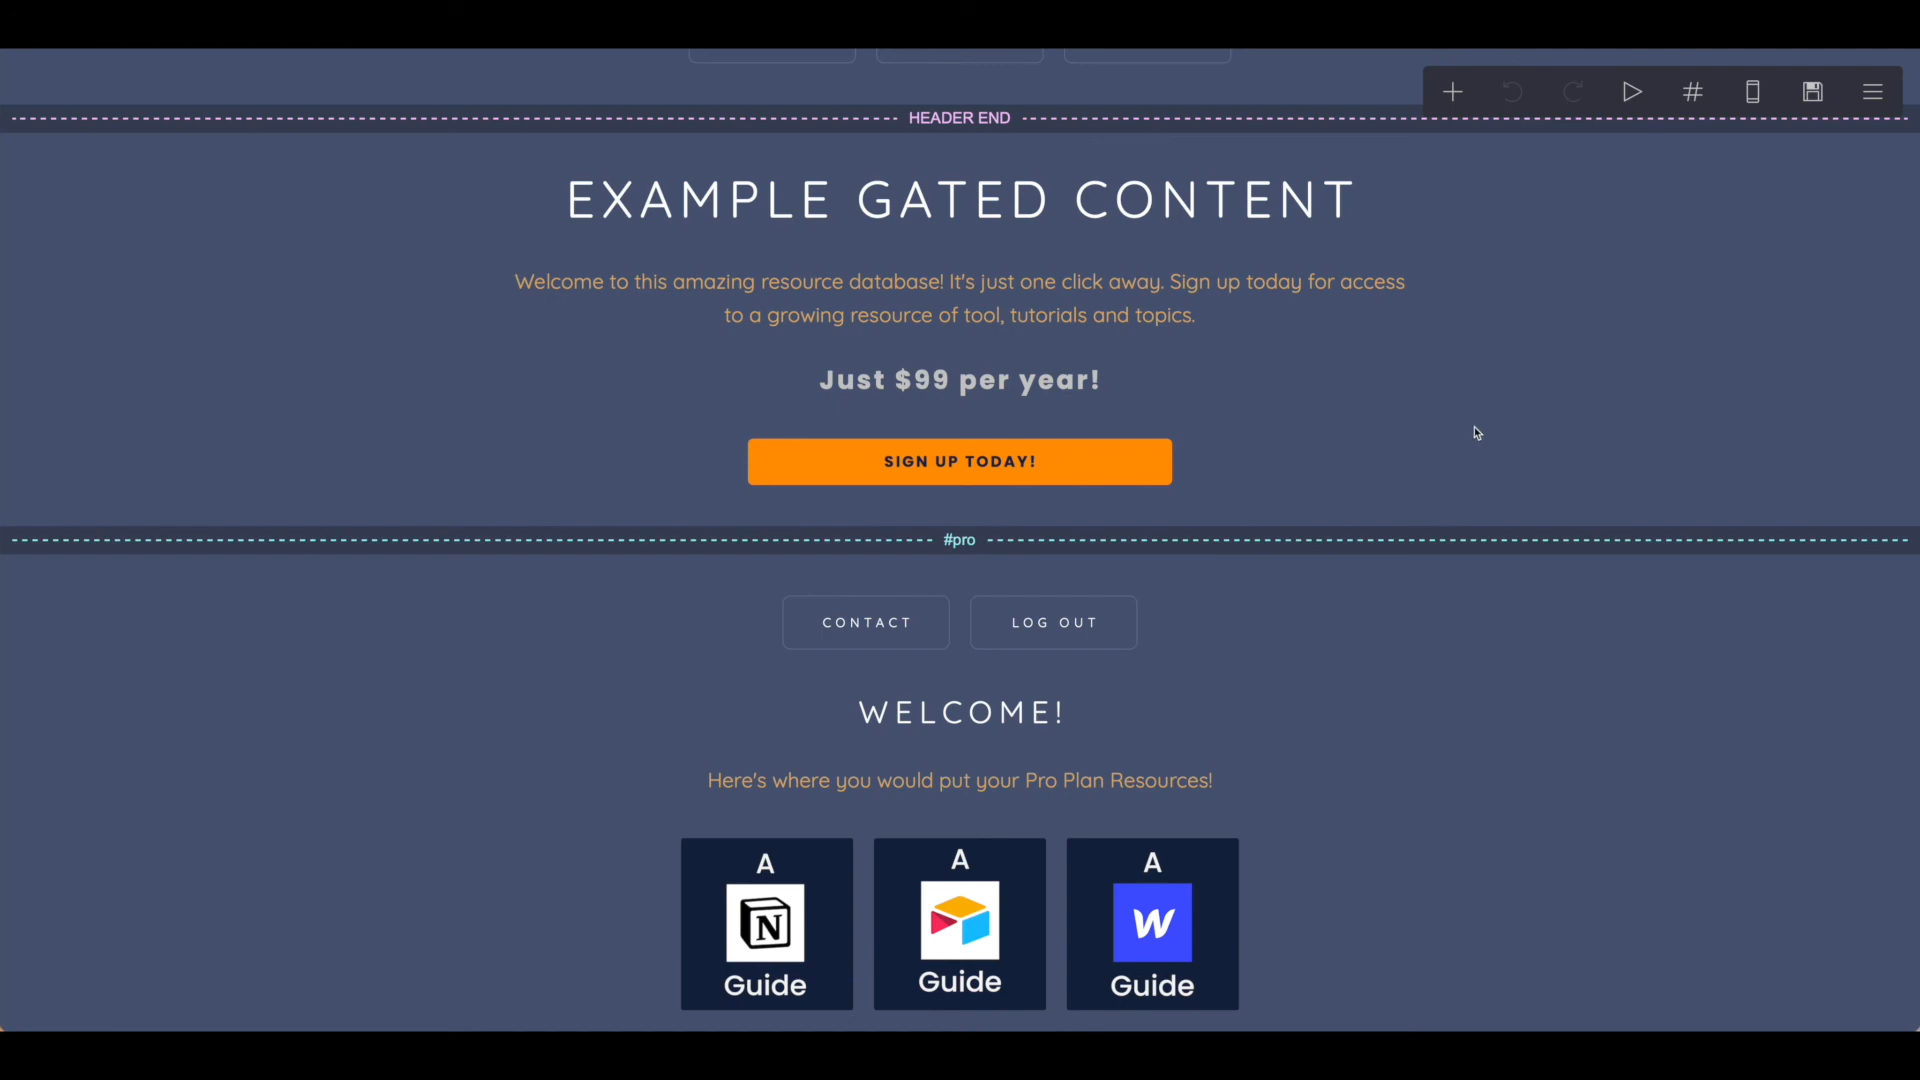 HEADER END
EXAMPLE GATED CONTENT
Welcome to this amazing resource database! It's just one click away. Sign up today for access
to a growing resource of tool, tutorials and topics.
Just $99 per year!
SIGN UP TODAY!
#pro
CONTACT
LOG OUT
WELCOME!
Here's where you would put your Pro Plan Resources!
A
N
Guide
A
Guide
A
W
Guide